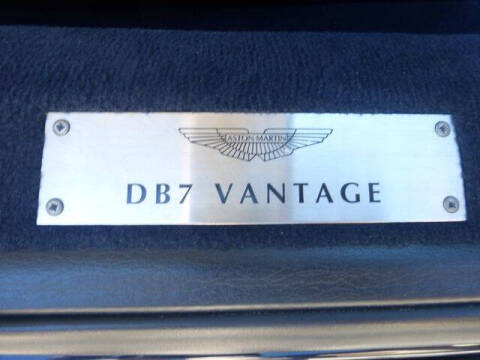 ASTON MARTIN
DB7 VANTAGE